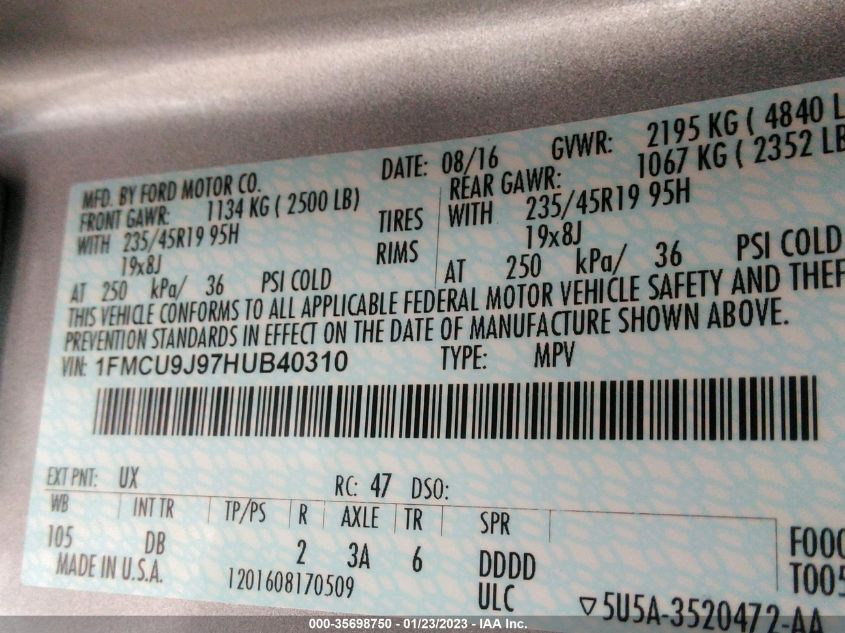 MFD. BY FORD MOTOR CO. DATE: 08/16 GVWR: 2195 KG ( 4840 L
FRONT GAWR: 1134 KG ( 2500 LB) REAR GAWR: 1067 KG ( 2352 LB
WITH 235/45R19 95H TIRES WITH 235/45R19 95H
19x8J RIMS 19x8J
AT 250 kPa/ 36 PSI COLD AT 250 kPa/ 36 PSI COLD
THIS VEHICLE CONFORMS TO ALL APPLICABLE FEDERAL MOTOR VEHICLE SAFETY AND THEF
PREVENTION STANDARDS IN EFFECT ON THE DATE OF MANUFACTURE SHOWN ABOVE.
VIN: 1FMCU9J97HUB40310 TYPE: MPV
EXT PNT: UX RC: 47 DSO:
WB INT TR TP/PS R AXLE TR SPR
105 DB 2 3A 6 DDDD F000
MADE IN U.S.A. 1201608170509 ULC T005
▽5U5A-3520472-AA
000-35698750 - 01/23/2023 - IAA Inc.